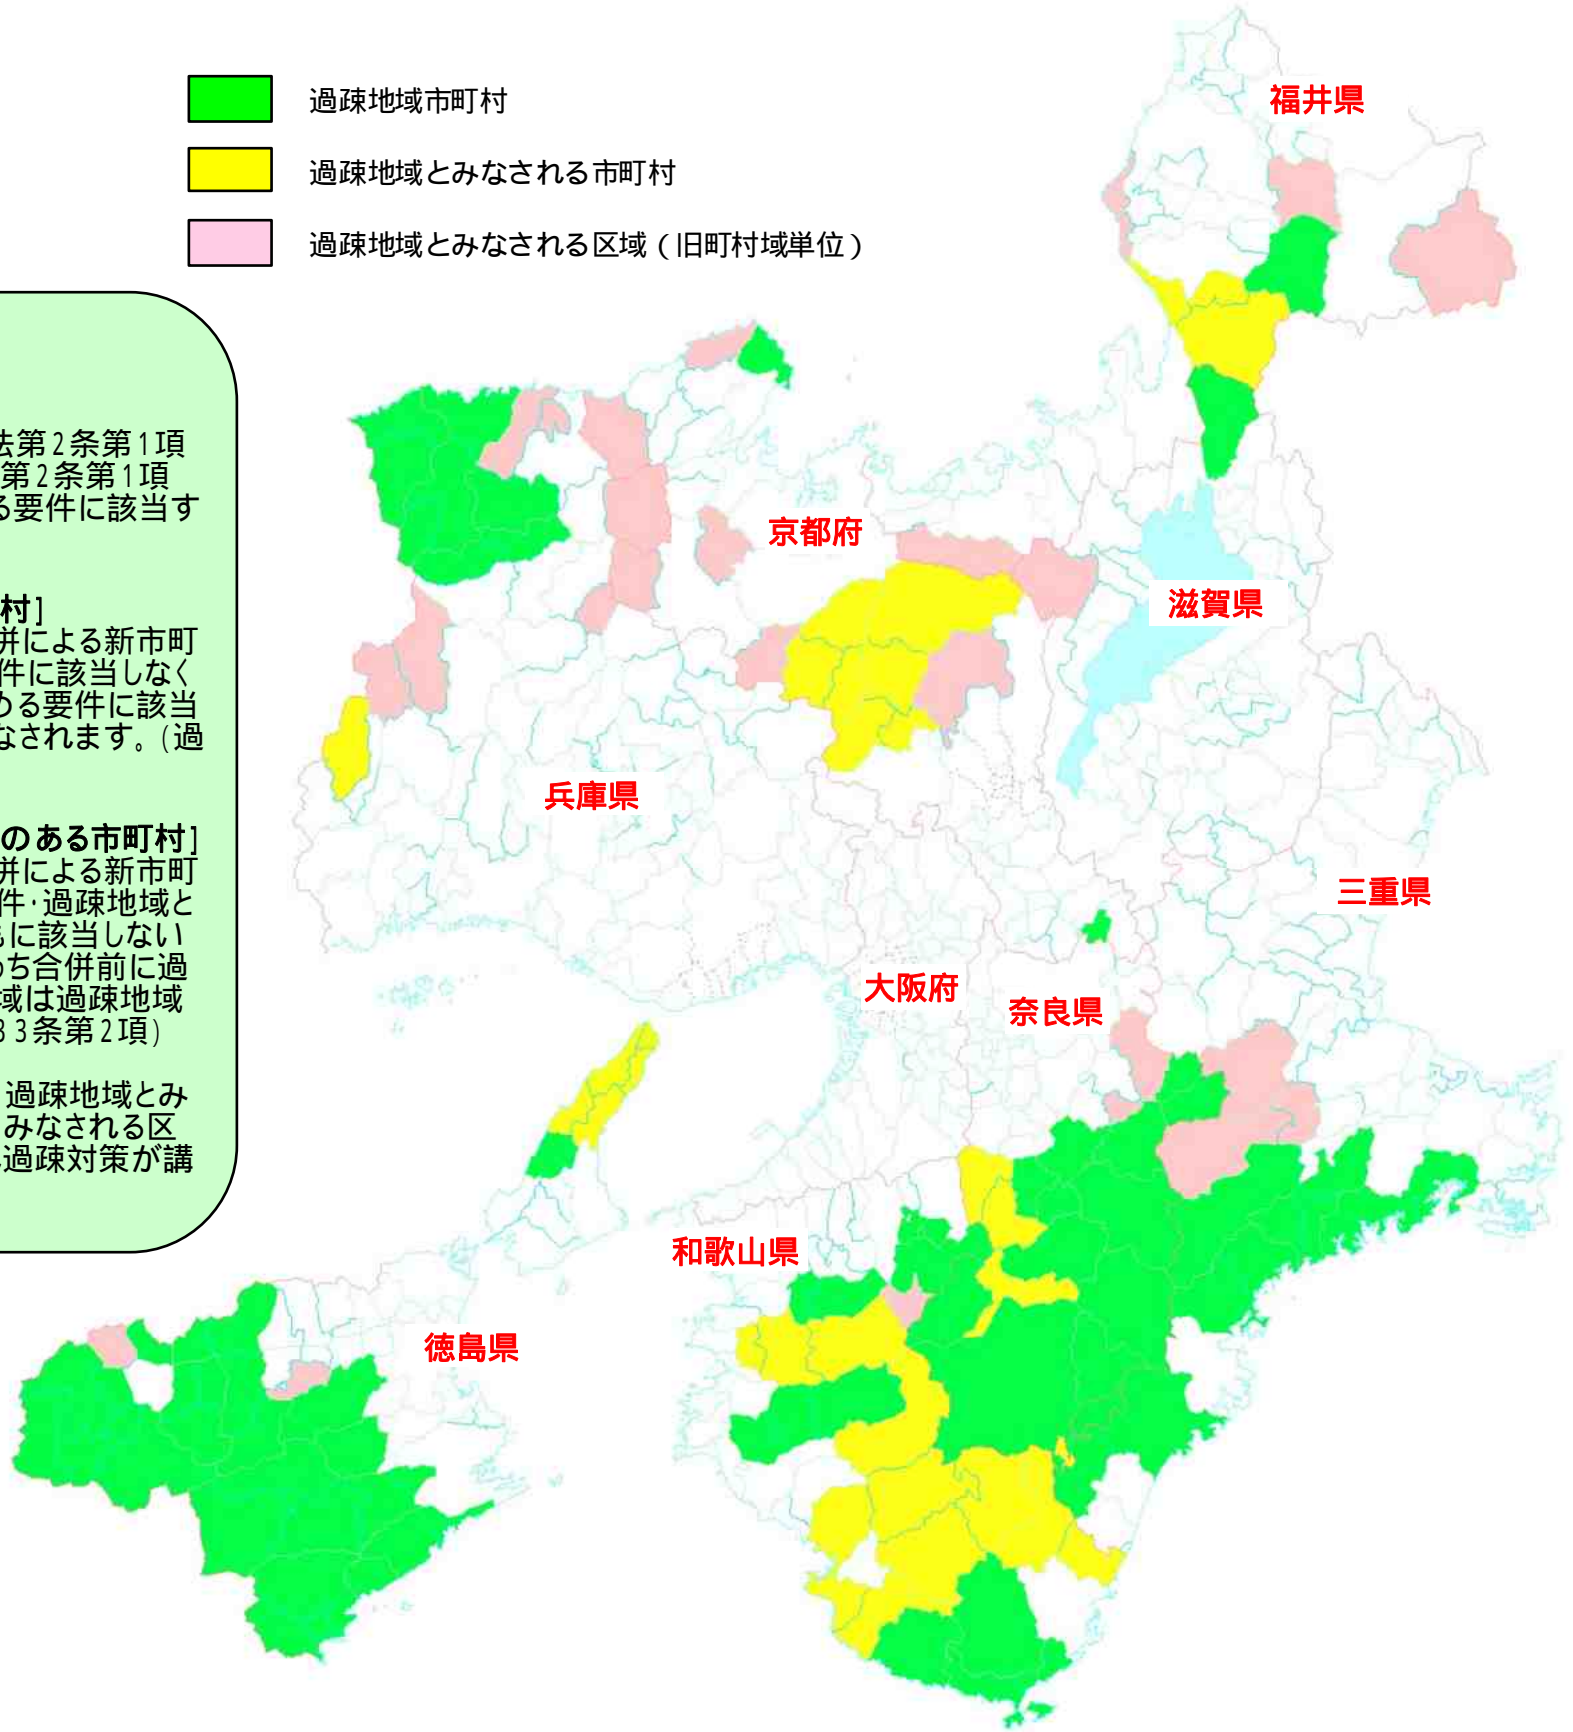 過疎地域市町村
過疎地域とみなされる市町村
過疎地域とみなされる区域（旧町村域単位）
法第2条第1項
第2条第1項
る要件に該当す
村]
併による新市町
件に該当しなく
める要件に該当
なされます。（過
のある市町村]
併による新市町
件・過疎地域と
もに該当しない
わち合併前に過
域は過疎地域
33条第2項）
過疎地域とみ
みなされる区
過疎対策が講
福井県
京都府
滋賀県
兵庫県
三重県
大阪府
奈良県
和歌山県
徳島県